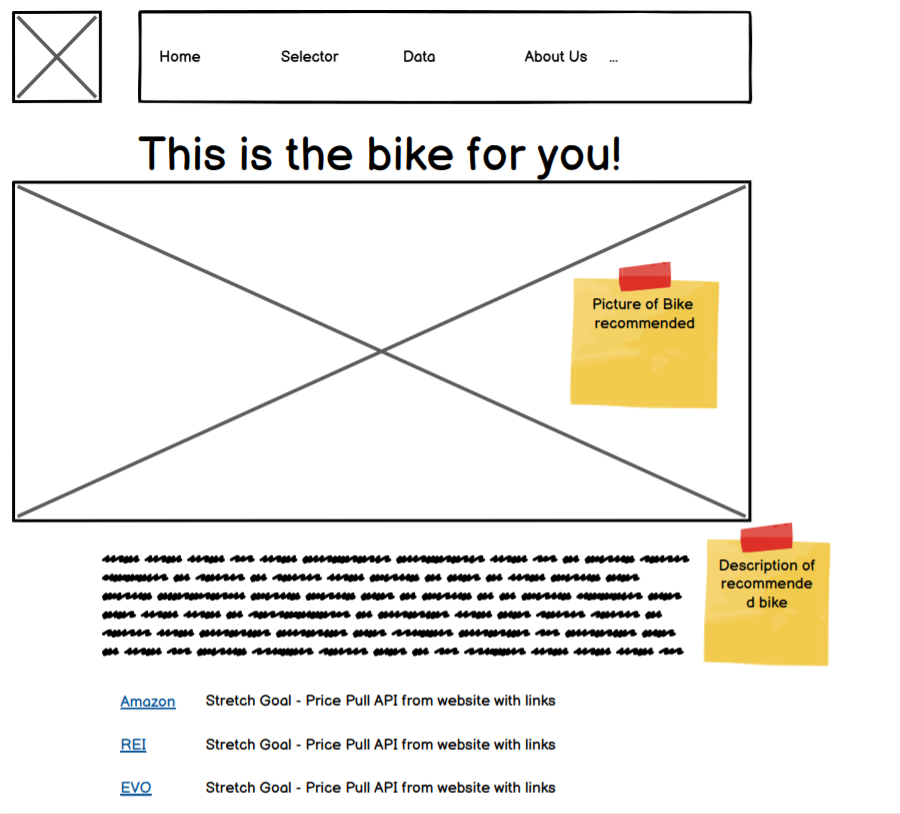 Home Selector Data About Us ...
This is the bike for you!
Picture of Bike
recommended
Description of
recommende
d bike
Amazon Stretch Goal - Price Pull API from website with links
REI Stretch Goal - Price Pull API from website with links
EVO Stretch Goal - Price Pull API from website with links